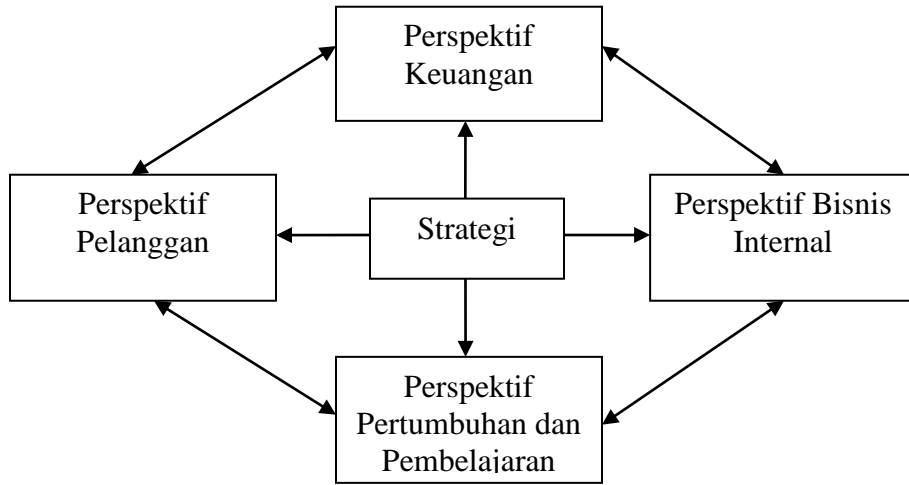 Perspektif
Keuangan
Perspektif
Pelanggan
Strategi
Perspektif Bisnis
Internal
Perspektif
Pertumbuhan dan
Pembelajaran